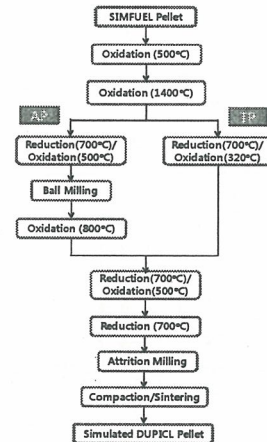 SIMFUEL Pellet
Oxidation (500℃)
Oxidation (1400℃)
AP
TP
Reduction(700℃)/
Oxidation(500℃)
Reduction(700℃)/
Oxidation(320℃)
Ball Milling
Oxidation (800℃)
Reduction(700℃)/
Oxidation(500℃)
Reduction (700℃)
Attrition Milling
Compaction/Sintering
Simulated DUPICL Pellet